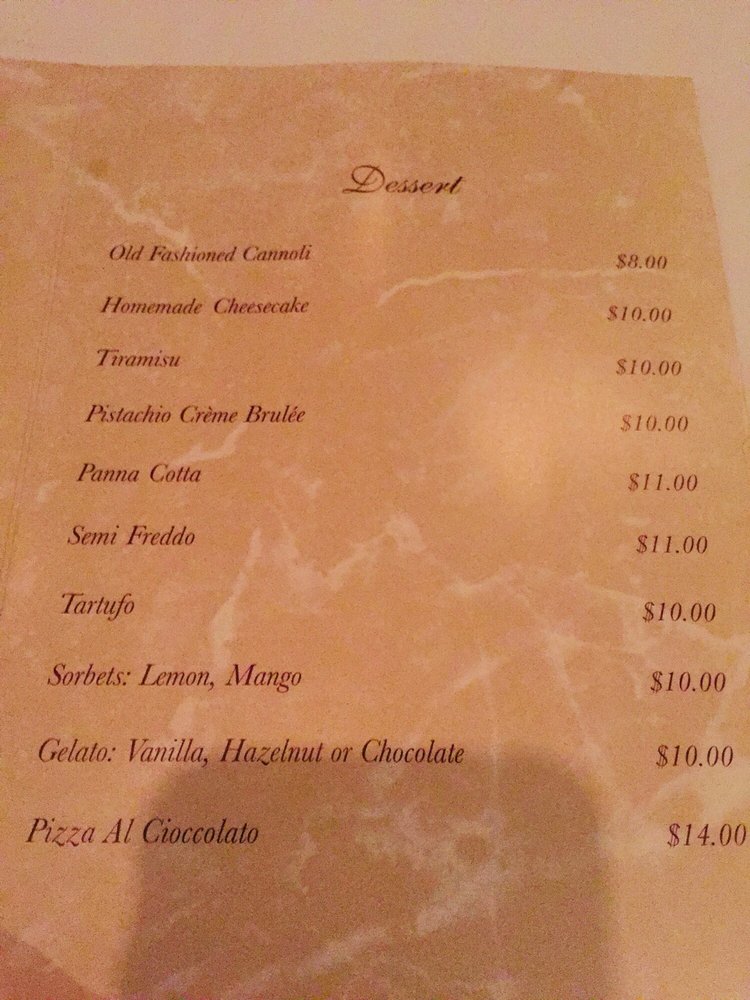 Dessert
Old Fashioned Cannoli $8.00
Homemade Cheesecake $10.00
Tiramisu $10.00
Pistachio Crème Brulée $10.00
Panna Cotta $11.00
Semi Freddo $11.00
Tartufo $10.00
Sorbets: Lemon, Mango $10.00
Gelato: Vanilla, Hazelnut or Chocolate $10.00
Pizza Al Cioccolato $14.00